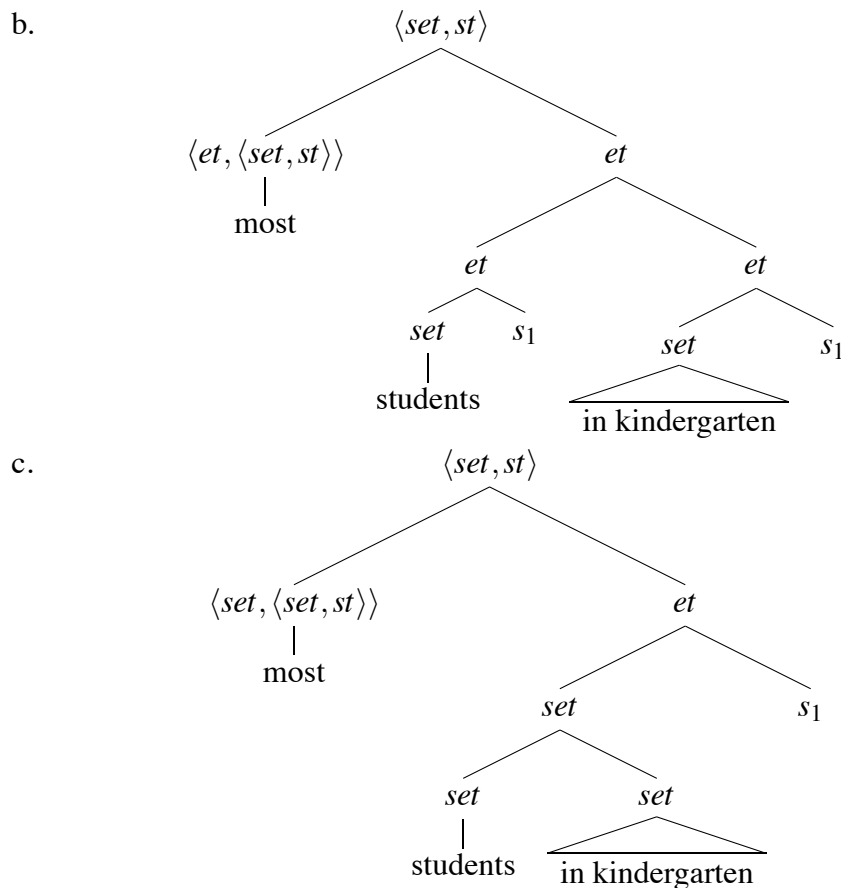 b.
⟨set, st⟩
⟨et, ⟨set, st⟩⟩ et
most
et et
set s₁ set s₁
students in kindergarten
c.
⟨set, st⟩
⟨set, ⟨set, st⟩⟩ et
most
set s₁
set set
students in kindergarten